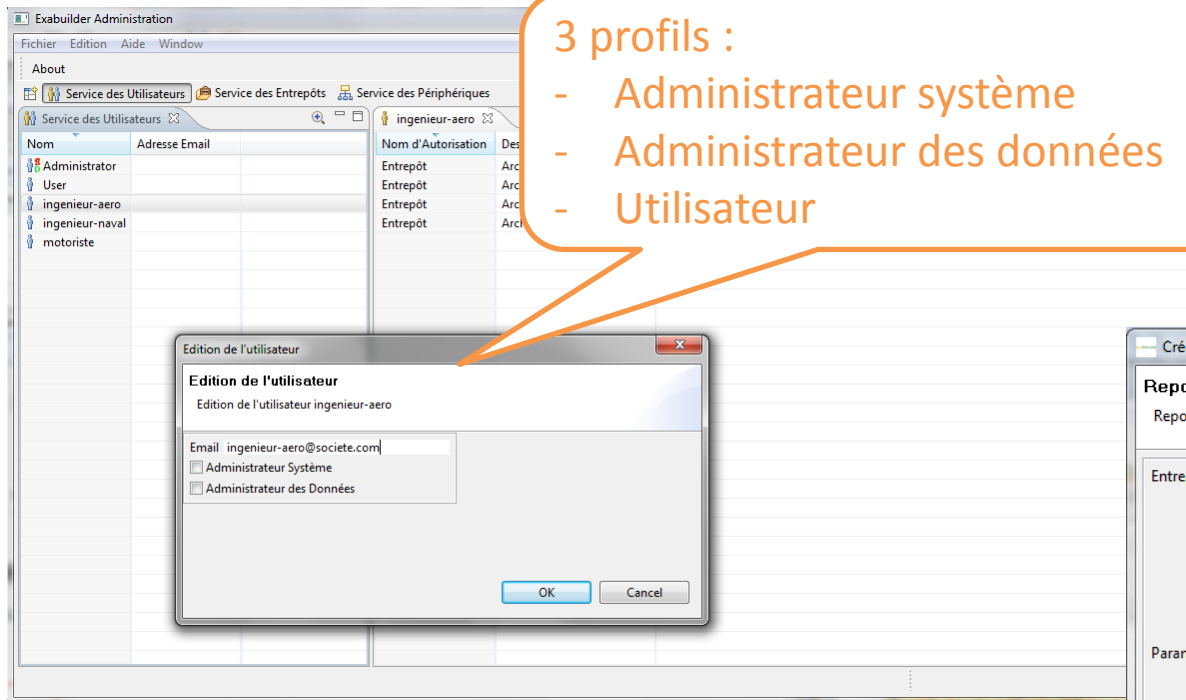 Exabuilder Administration
Fichier Edition Aide Window
About
Service des Utilisateurs Service des Entrepôts Service des Périphériques
Service des Utilisateurs
ingenieur-aero
Nom Adresse Email
Nom d'Autorisation
Administrator
User
ingenieur-aero
ingenieur-naval
motoriste
Entrepôt
Entrepôt
Entrepôt
Entrepôt
3 profils :
- Administrateur système
- Administrateur des données
- Utilisateur
Edition de l'utilisateur
Edition de l'utilisateur
Edition de l'utilisateur ingenieur-aero
Email ingenieur-aero@societe.com
Administrateur Système
Administrateur des Données
OK Cancel